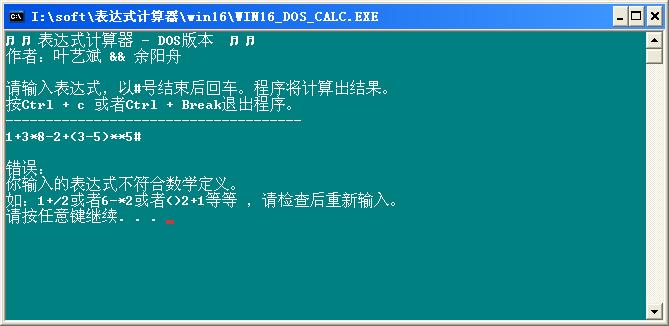 I:\soft\表达式计算器\win16\WIN16_DOS_CALC.EXE
♫ ♫ 表达式计算器 - DOS版本 ♫ ♫
作者：叶艺斌 && 余阳舟
请输入表达式，以#号结束后回车。程序将计算出结果。
按Ctrl + c 或者Ctrl + Break退出程序。
-------------------------------------
1+3*8-2+(3-5)**5#
错误：
你输入的表达式不符合数学定义。
如：1+/2或者6-*2或者()2+1等等 ，请检查后重新输入。
请按任意键继续. . .